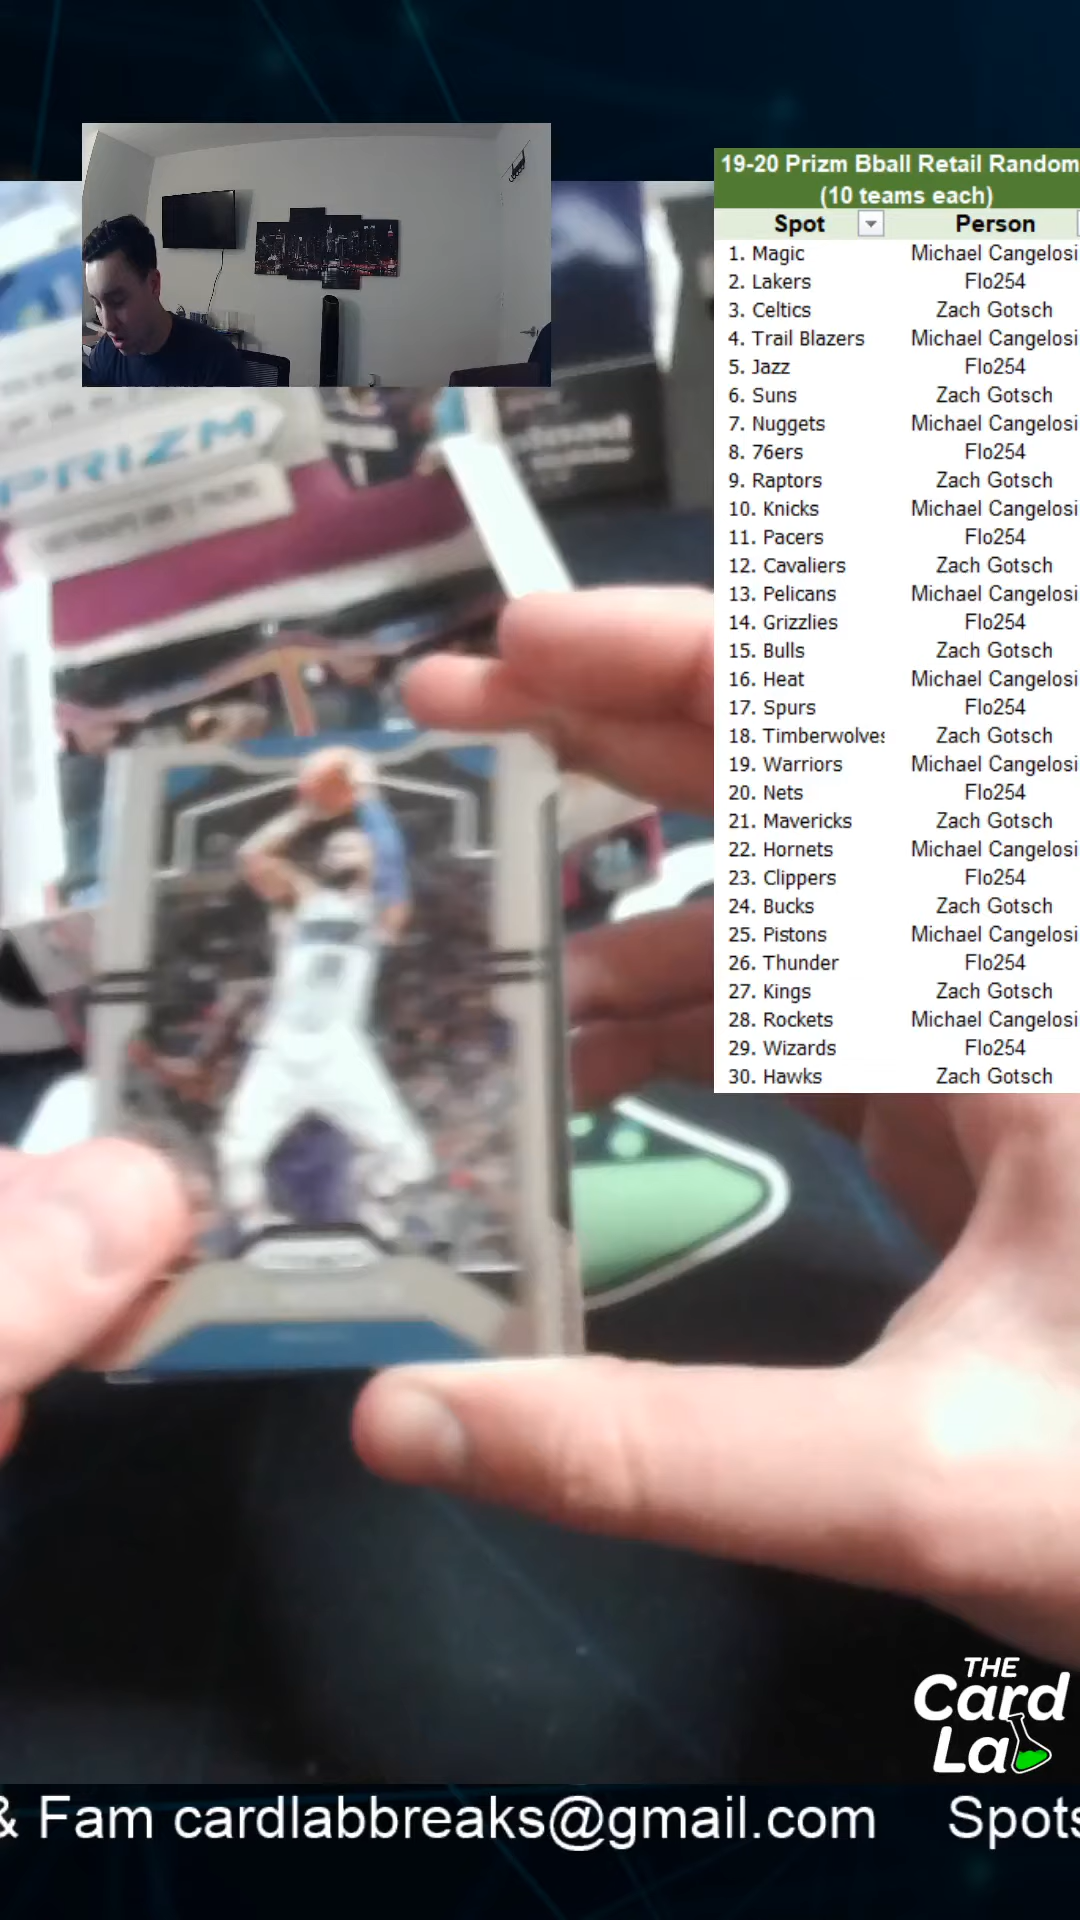 19-20 Prizm Bball Retail Random
(10 teams each)
Spot Person
1. Magic Michael Cangelosi
2. Lakers Flo254
3. Celtics Zach Gotsch
4. Trail Blazers Michael Cangelosi
5. Jazz Flo254
6. Suns Zach Gotsch
7. Nuggets Michael Cangelosi
8. 76ers Flo254
9. Raptors Zach Gotsch
10. Knicks Michael Cangelosi
11. Pacers Flo254
12. Cavaliers Zach Gotsch
13. Pelicans Michael Cangelosi
14. Grizzlies Flo254
15. Bulls Zach Gotsch
16. Heat Michael Cangelosi
17. Spurs Flo254
18. Timberwolves Zach Gotsch
19. Warriors Michael Cangelosi
20. Nets Flo254
21. Mavericks Zach Gotsch
22. Hornets Michael Cangelosi
23. Clippers Flo254
24. Bucks Zach Gotsch
25. Pistons Michael Cangelosi
26. Thunder Flo254
27. Kings Zach Gotsch
28. Rockets Michael Cangelosi
29. Wizards Flo254
30. Hawks Zach Gotsch
PRIZM
THE
Card
Lab
& Fam cardlabbreaks@gmail.com Spots